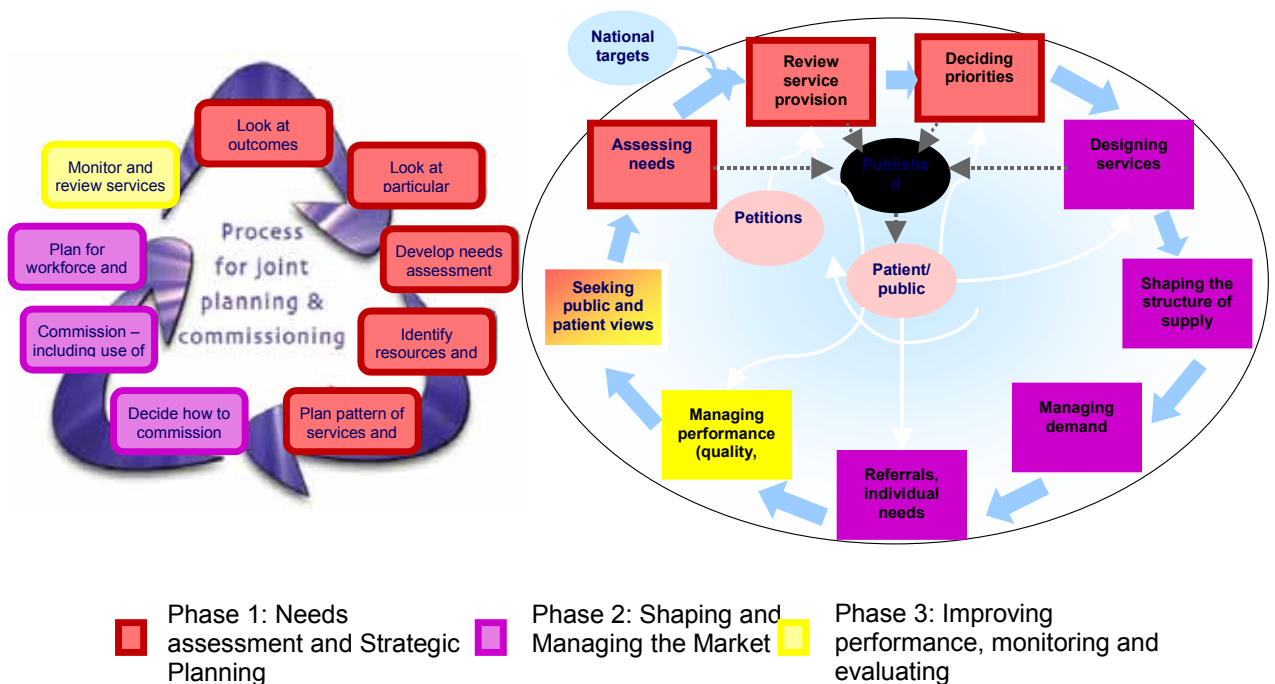 Look at
outcomes
Look at
particular
Develop needs
assessment
Identify
resources and
Plan pattern of
services and
Decide how to
commission
Commission –
including use of
Plan for
workforce and
Monitor and
review services
Process
for joint
planning &
commissioning
National
targets
Review
service
provision
Deciding
priorities
Assessing
needs
Publishe
d
Designing
services
Petitions
Patient/
public
Seeking
public and
patient views
Shaping the
structure of
supply
Managing
performance
(quality,
Managing
demand
Referrals,
individual
needs
Phase 1: Needs
assessment and Strategic
Planning
Phase 2: Shaping and
Managing the Market
Phase 3: Improving
performance, monitoring and
evaluating